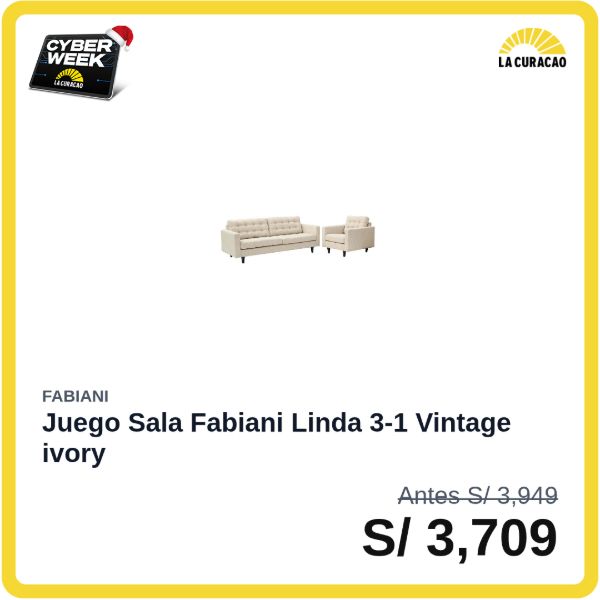 CYBER
WEEK
LA CURACAO
LA CURACAO
FABIANI
Juego Sala Fabiani Linda 3-1 Vintage
ivory
Antes S/ 3,949
S/ 3,709